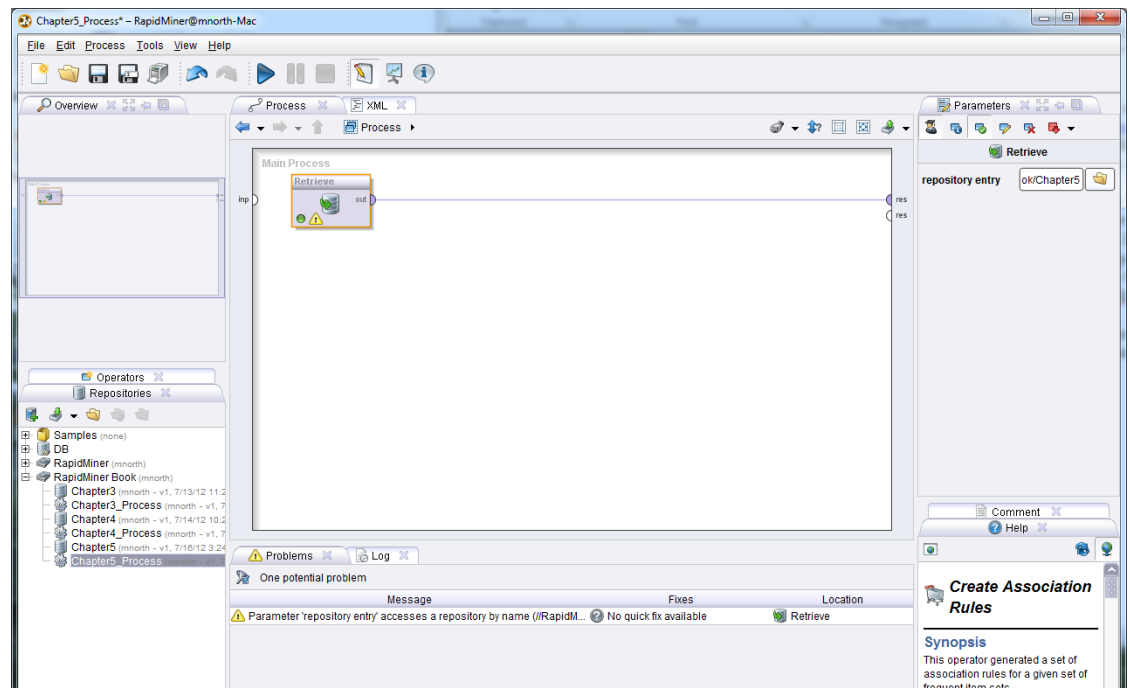 Chapter5_Process* – RapidMiner@mnorth-Mac
File Edit Process Tools View Help
Overview
Process
XML
Parameters
Process
Main Process
Retrieve
inp
out
res
res
Retrieve
repository entry
ok/Chapter5
Operators
Repositories
Samples (none)
DB
RapidMiner (mnorth)
RapidMiner Book (mnorth)
Chapter3 (mnorth - v1, 7/13/12 11:2
Chapter3_Process (mnorth - v1, 7
Chapter4 (mnorth - v1, 7/14/12 10:2
Chapter4_Process (mnorth - v1, 7
Chapter5 (mnorth - v1, 7/16/12 3:24
Chapter5_Process (mnorth - v1,
Problems
Log
One potential problem
Message Fixes Location
Parameter 'repository entry' accesses a repository by name (//RapidM... No quick fix available Retrieve
Comment
Help
Create Association
Rules
Synopsis
This operator generated a set of
association rules for a given set of
frequent item sets